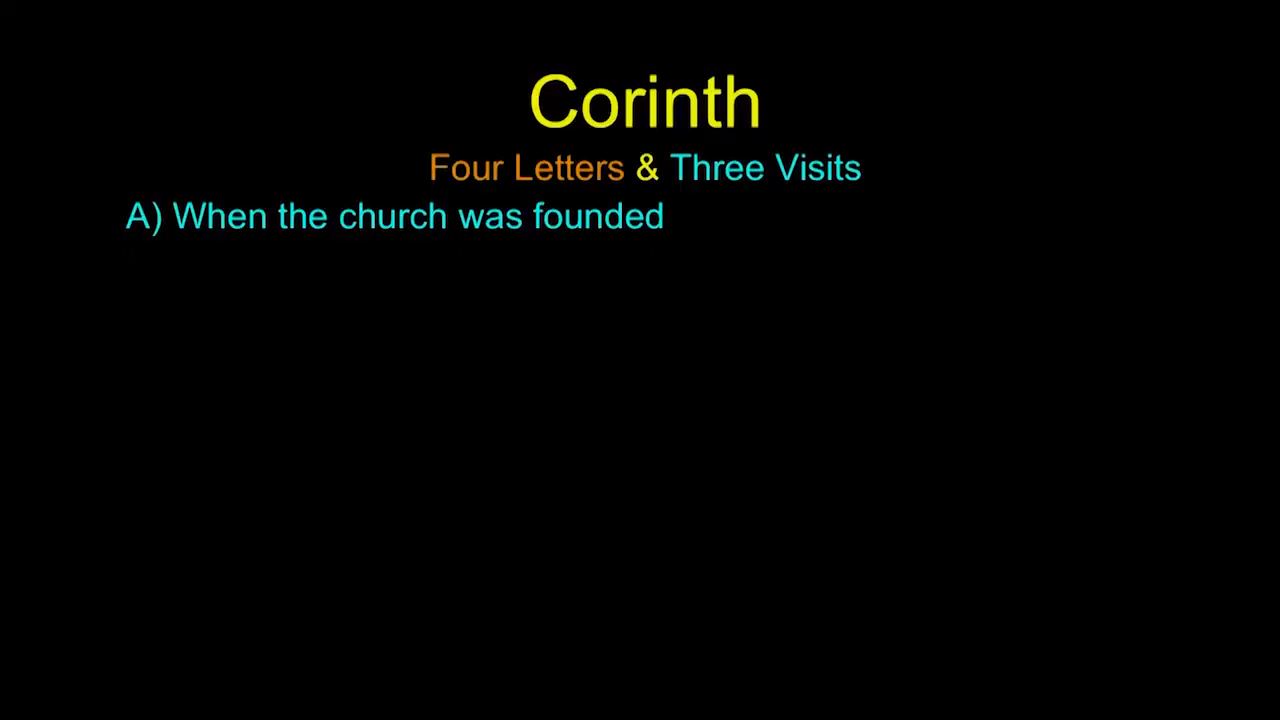 Corinth
Four Letters & Three Visits
A) When the church was founded